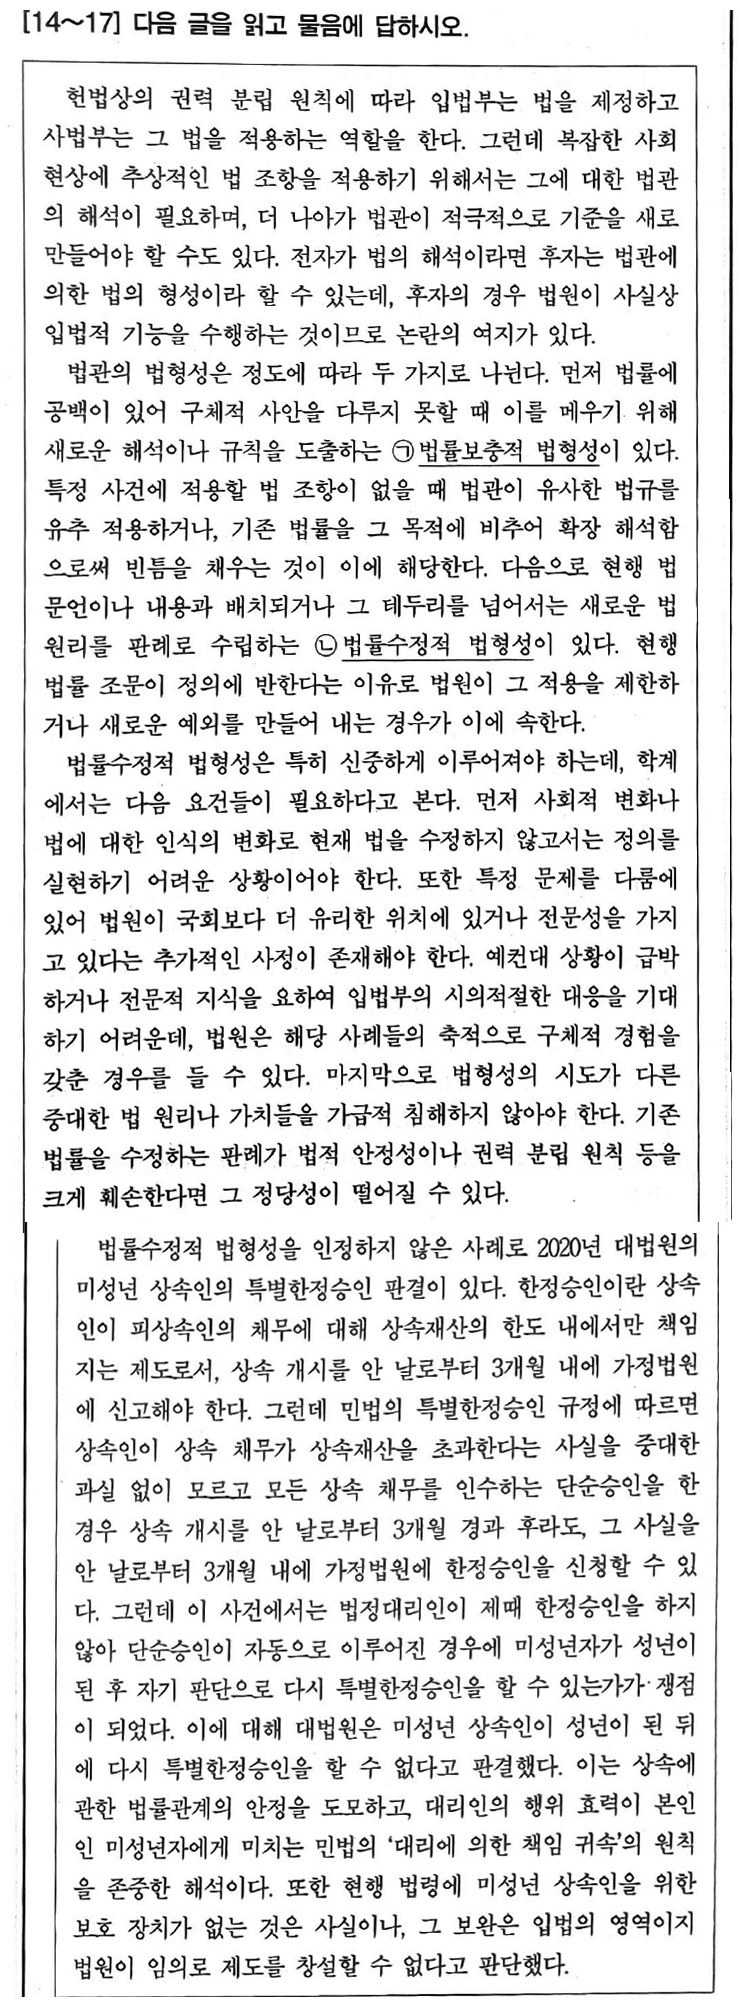 [14～17] 다음 글을 읽고 물음에 답하시오.
헌법상의 권력 분립 원칙에 따라 입법부는 법을 제정하고
사법부는 그 법을 적용하는 역할을 한다. 그런데 복잡한 사회
현상에 추상적인 법 조항을 적용하기 위해서는 그에 대한 법관
의 해석이 필요하며, 더 나아가 법관이 적극적으로 기준을 새로
만들어야 할 수도 있다. 전자가 법의 해석이라면 후자는 법관에
의한 법의 형성이라 할 수 있는데, 후자의 경우 법원이 사실상
입법적 기능을 수행하는 것이므로 논란의 여지가 있다.
법관의 법형성은 정도에 따라 두 가지로 나뉜다. 먼저 법률에
공백이 있어 구체적 사안을 다루지 못할 때 이를 메우기 위해
새로운 해석이나 규칙을 도출하는 ㉠법률보충적 법형성이 있다.
특정 사건에 적용할 법 조항이 없을 때 법관이 유사한 법규를
유추 적용하거나, 기존 법률을 그 목적에 비추어 확장 해석함
으로써 빈틈을 채우는 것이 이에 해당한다. 다음으로 현행 법
문언이나 내용과 배치되거나 그 테두리를 넘어서는 새로운 법
원리를 판례로 수립하는 ㉡법률수정적 법형성이 있다. 현행
법률 조문이 정의에 반한다는 이유로 법원이 그 적용을 제한하
거나 새로운 예외를 만들어 내는 경우가 이에 속한다.
법률수정적 법형성은 특히 신중하게 이루어져야 하는데, 학계
에서는 다음 요건들이 필요하다고 본다. 먼저 사회적 변화나
법에 대한 인식의 변화로 현재 법을 수정하지 않고서는 정의를
실현하기 어려운 상황이어야 한다. 또한 특정 문제를 다룸에
있어 법원이 국회보다 더 유리한 위치에 있거나 전문성을 가지
고 있다는 추가적인 사정이 존재해야 한다. 예컨대 상황이 급박
하거나 전문적 지식을 요하여 입법부의 시의적절한 대응을 기대
하기 어려운데, 법원은 해당 사례들의 축적으로 구체적 경험을
갖춘 경우를 들 수 있다. 마지막으로 법형성의 시도가 다른
중대한 법 원리나 가치들을 가급적 침해하지 않아야 한다. 기존
법률을 수정하는 판례가 법적 안정성이나 권력 분립 원칙 등을
크게 훼손한다면 그 정당성이 떨어질 수 있다.
법률수정적 법형성을 인정하지 않은 사례로 2020년 대법원의
미성년 상속인의 특별한정승인 판결이 있다. 한정승인이란 상속
인이 피상속인의 채무에 대해 상속재산의 한도 내에서만 책임
지는 제도로서, 상속 개시를 안 날로부터 3개월 내에 가정법원
에 신고해야 한다. 그런데 민법의 특별한정승인 규정에 따르면
상속인이 상속 채무가 상속재산을 초과한다는 사실을 중대한
과실 없이 모르고 모든 상속 채무를 인수하는 단순승인을 한
경우 상속 개시를 안 날로부터 3개월 경과 후라도, 그 사실을
안 날로부터 3개월 내에 가정법원에 한정승인을 신청할 수 있
다. 그런데 이 사건에서는 법정대리인이 제때 한정승인을 하지
않아 단순승인이 자동으로 이루어진 경우에 미성년자가 성년이
된 후 자기 판단으로 다시 특별한정승인을 할 수 있는가가 쟁점
이 되었다. 이에 대해 대법원은 미성년 상속인이 성년이 된 뒤
에 다시 특별한정승인을 할 수 없다고 판결했다. 이는 상속에
관한 법률관계의 안정을 도모하고, 대리인의 행위 효력이 본인
인 미성년자에게 미치는 민법의 ‘대리에 의한 책임 귀속’의 원칙
을 존중한 해석이다. 또한 현행 법령에 미성년 상속인을 위한
보호 장치가 없는 것은 사실이나, 그 보완은 입법의 영역이지
법원이 임의로 제도를 창설할 수 없다고 판단했다.